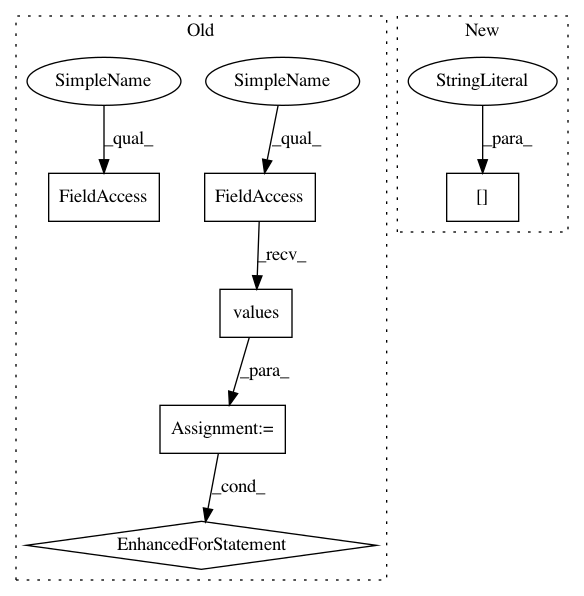 Old
New
SimpleName
SimpleName
StringLiteral
_qual_
_qual_
_para_
FieldAccess
FieldAccess
[]
_recv_
values
_para_
Assignment:=
_cond_
EnhancedForStatement